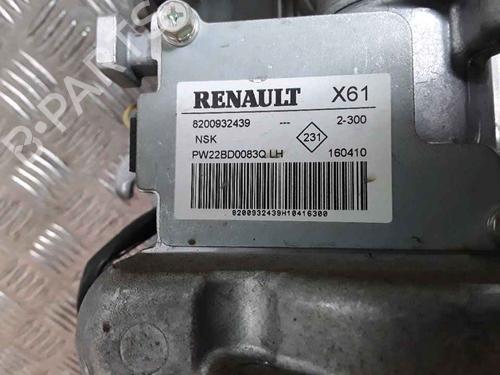 RENAULT X61
8200932439 --- 2-300
NSK 231
PW22BD0083Q LH 160410
8200932439H10416300
B-PARTS